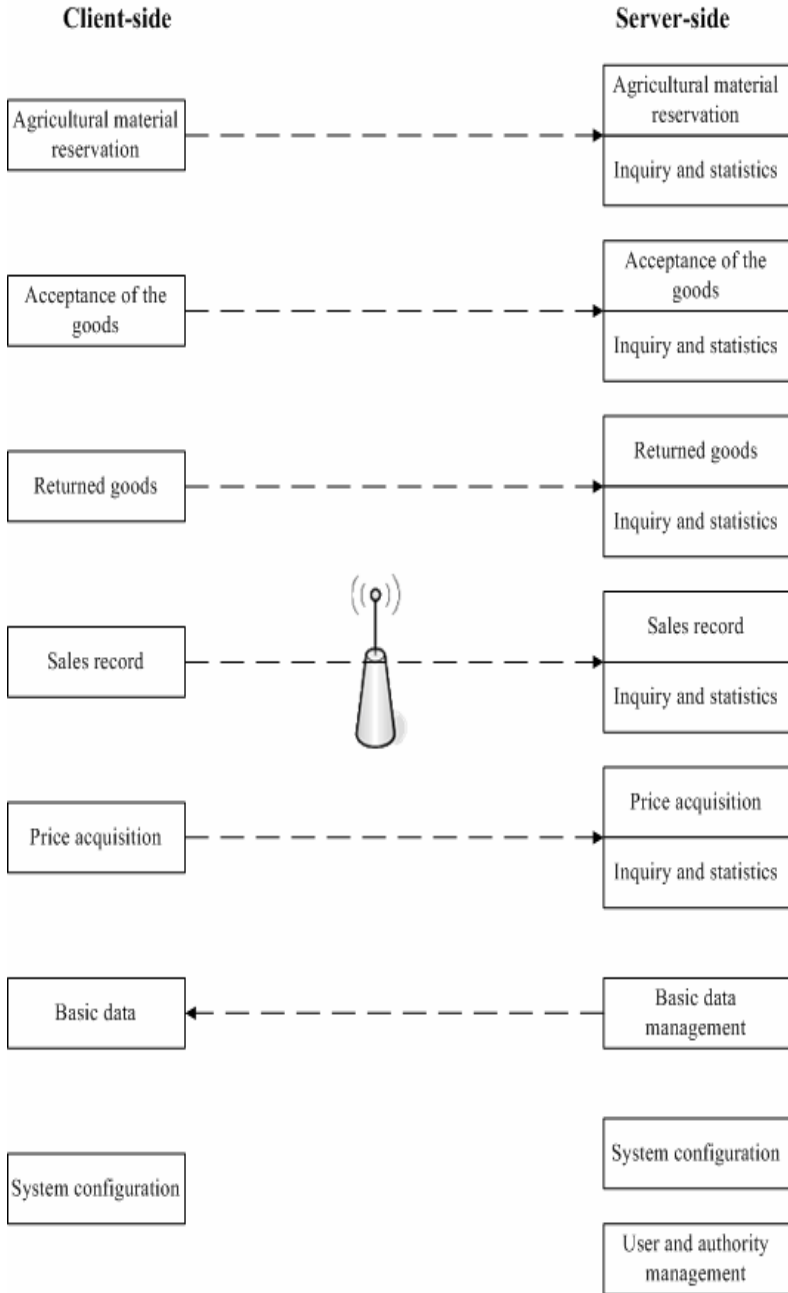 Client-side
Server-side
Agricultural material
reservation
Agricultural material
reservation
Inquiry and statistics
Acceptance of the
goods
Acceptance of the
goods
Inquiry and statistics
Returned goods
Returned goods
Inquiry and statistics
Sales record
Sales record
Inquiry and statistics
Price acquisition
Price acquisition
Inquiry and statistics
Basic data
Basic data
management
System configuration
System configuration
User and authority
management